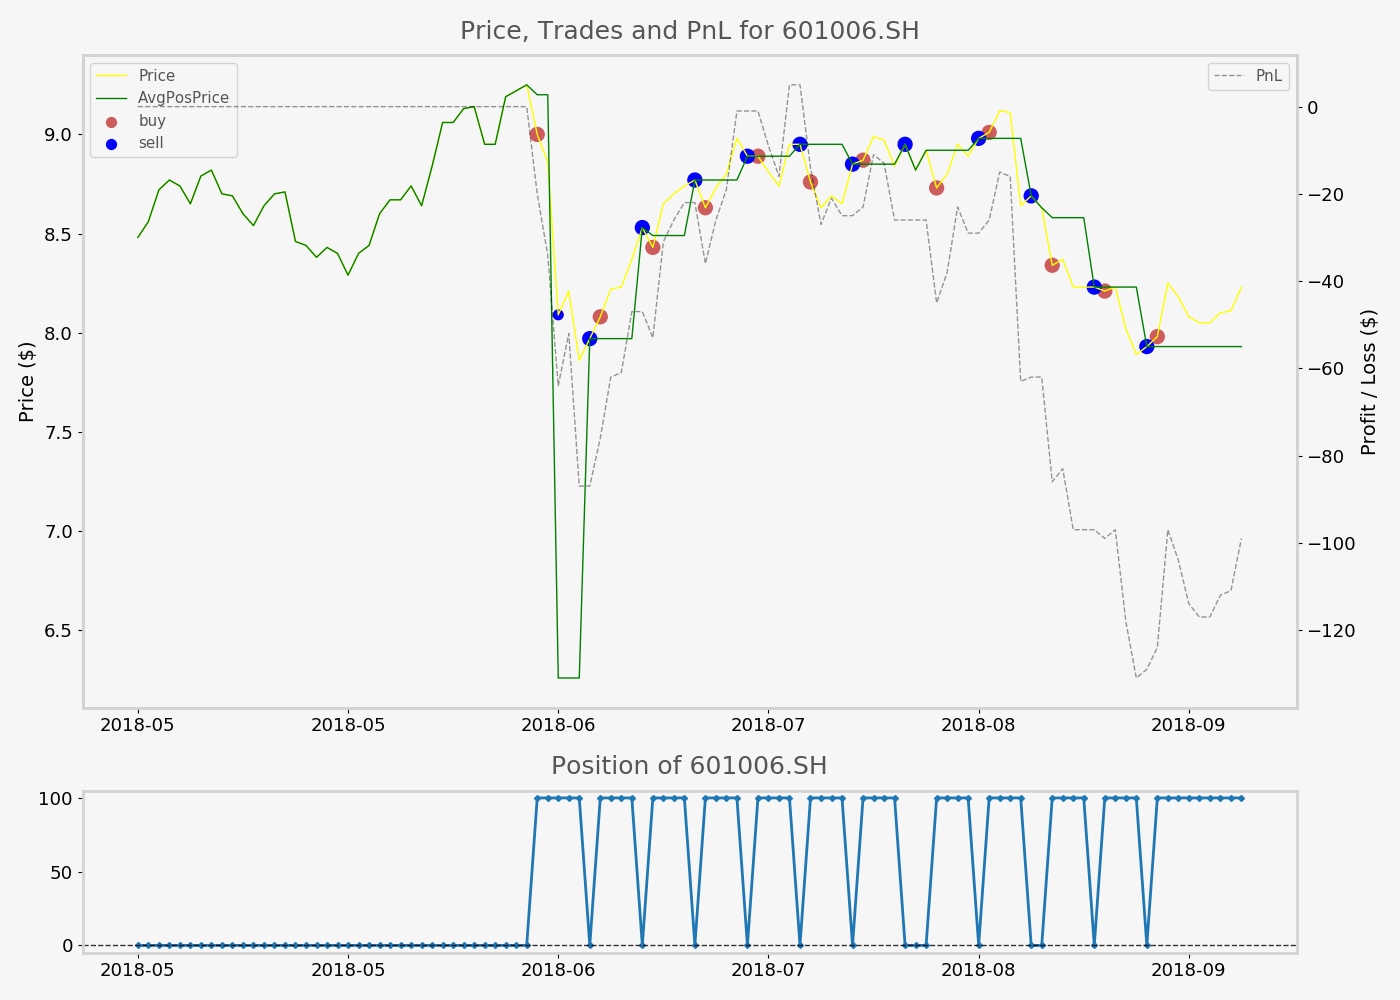 Price, Trades and PnL for 601006.SH
Price
AvgPosPrice
buy
sell
PnL
9.0
8.5
8.0
7.5
7.0
6.5
Price ($)
0
−20
−40
−60
−80
−100
−120
Profit / Loss ($)
2018-05 2018-05 2018-06 2018-07 2018-08 2018-09
Position of 601006.SH
100
50
0
2018-05 2018-05 2018-06 2018-07 2018-08 2018-09